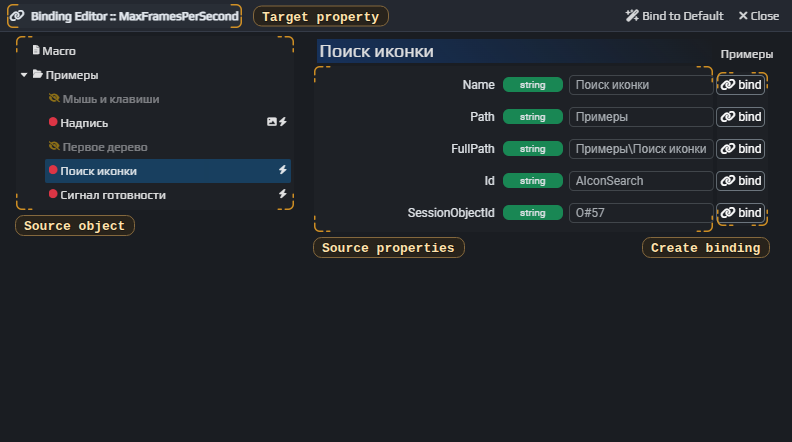 Binding Editor :: MaxFramesPerSecond
Target property
Bind to Default
Close
Макро
Примеры
Мышь и клавиши
Надпись
Первое дерево
Поиск иконки
Сигнал готовности
Source object
Поиск иконки
Примеры
Name string Поиск иконки bind
Path string Примеры bind
FullPath string Примеры\Поиск иконки bind
Id string AIconSearch bind
SessionObjectId string O#57 bind
Source properties
Create binding